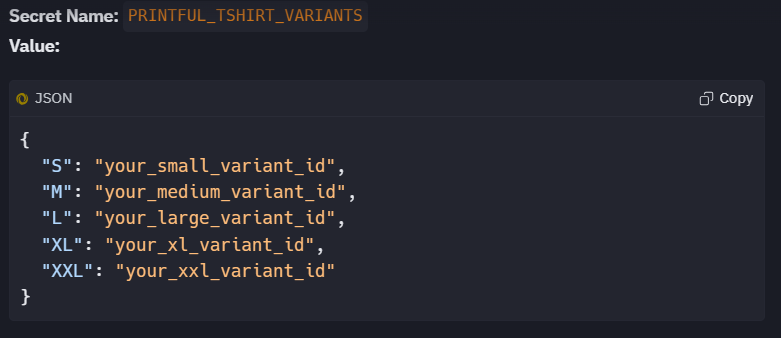 Secret Name: PRINTFUL_TSHIRT_VARIANTS
Value:
JSON Copy
{
"S": "your_small_variant_id",
"M": "your_medium_variant_id",
"L": "your_large_variant_id",
"XL": "your_xl_variant_id",
"XXL": "your_xxl_variant_id"
}